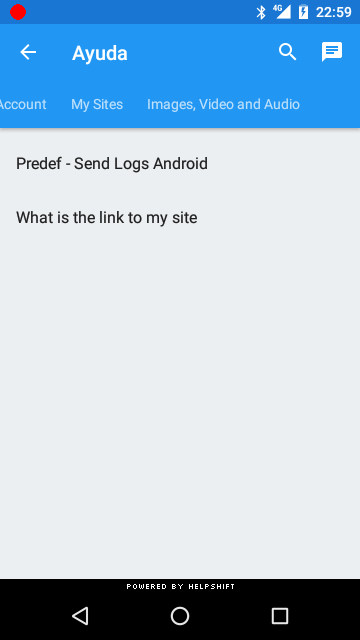 4G 22:59
Ayuda
Account My Sites Images, Video and Audio
Predef - Send Logs Android
What is the link to my site
POWERED BY HELPSHIFT